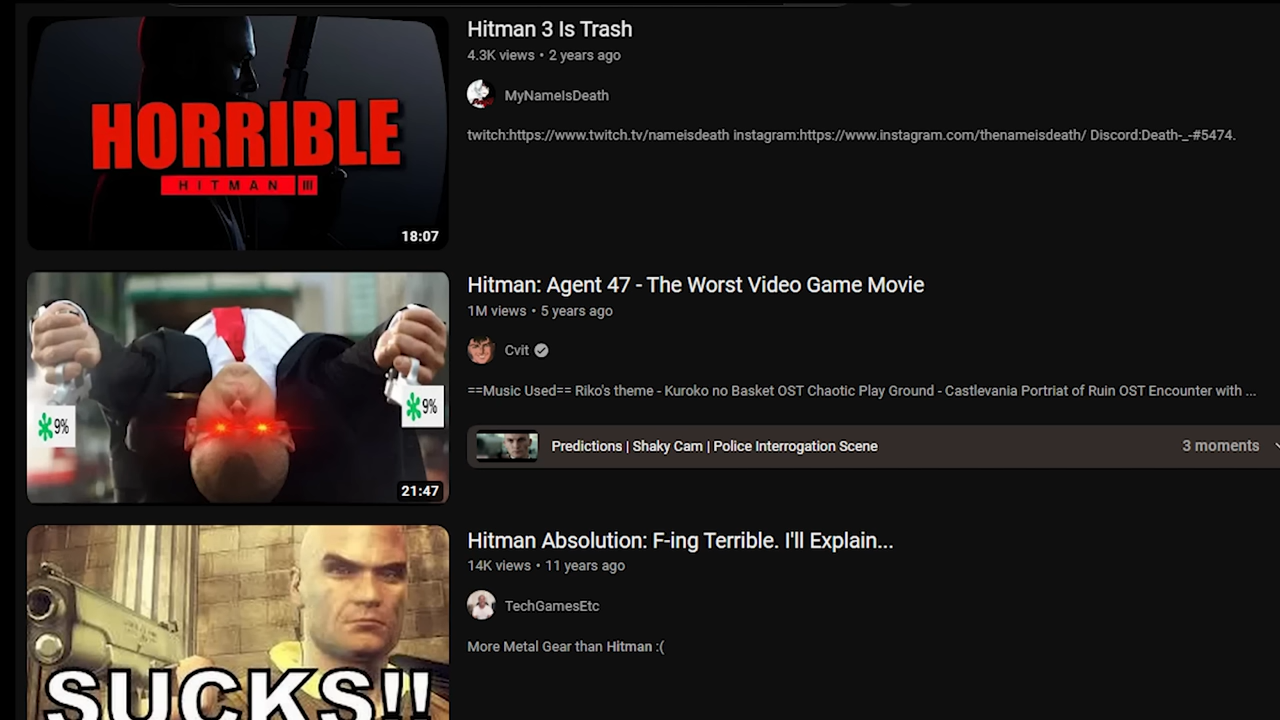 Hitman 3 Is Trash
4.3K views • 2 years ago
MyNameIsDeath
twitch:https://www.twitch.tv/nameisdeath instagram:https://www.instagram.com/thenameisdeath/ Discord:Death-_-#5474.
HORRIBLE
HITMAN III
18:07
Hitman: Agent 47 - The Worst Video Game Movie
1M views • 5 years ago
Cvit
==Music Used== Riko's theme - Kuroko no Basket OST Chaotic Play Ground - Castlevania Portriat of Ruin OST Encounter with ...
9%
9%
21:47
Predictions | Shaky Cam | Police Interrogation Scene
3 moments
Hitman Absolution: F-ing Terrible. I'll Explain...
14K views • 11 years ago
TechGamesEtc
More Metal Gear than Hitman :(
SUCKS!!